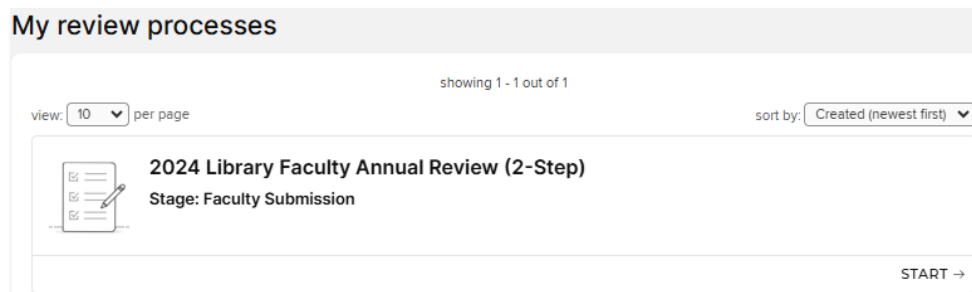 My review processes
showing 1 - 1 out of 1
view: 10 per page
sort by: Created (newest first)
2024 Library Faculty Annual Review (2-Step)
Stage: Faculty Submission
START →